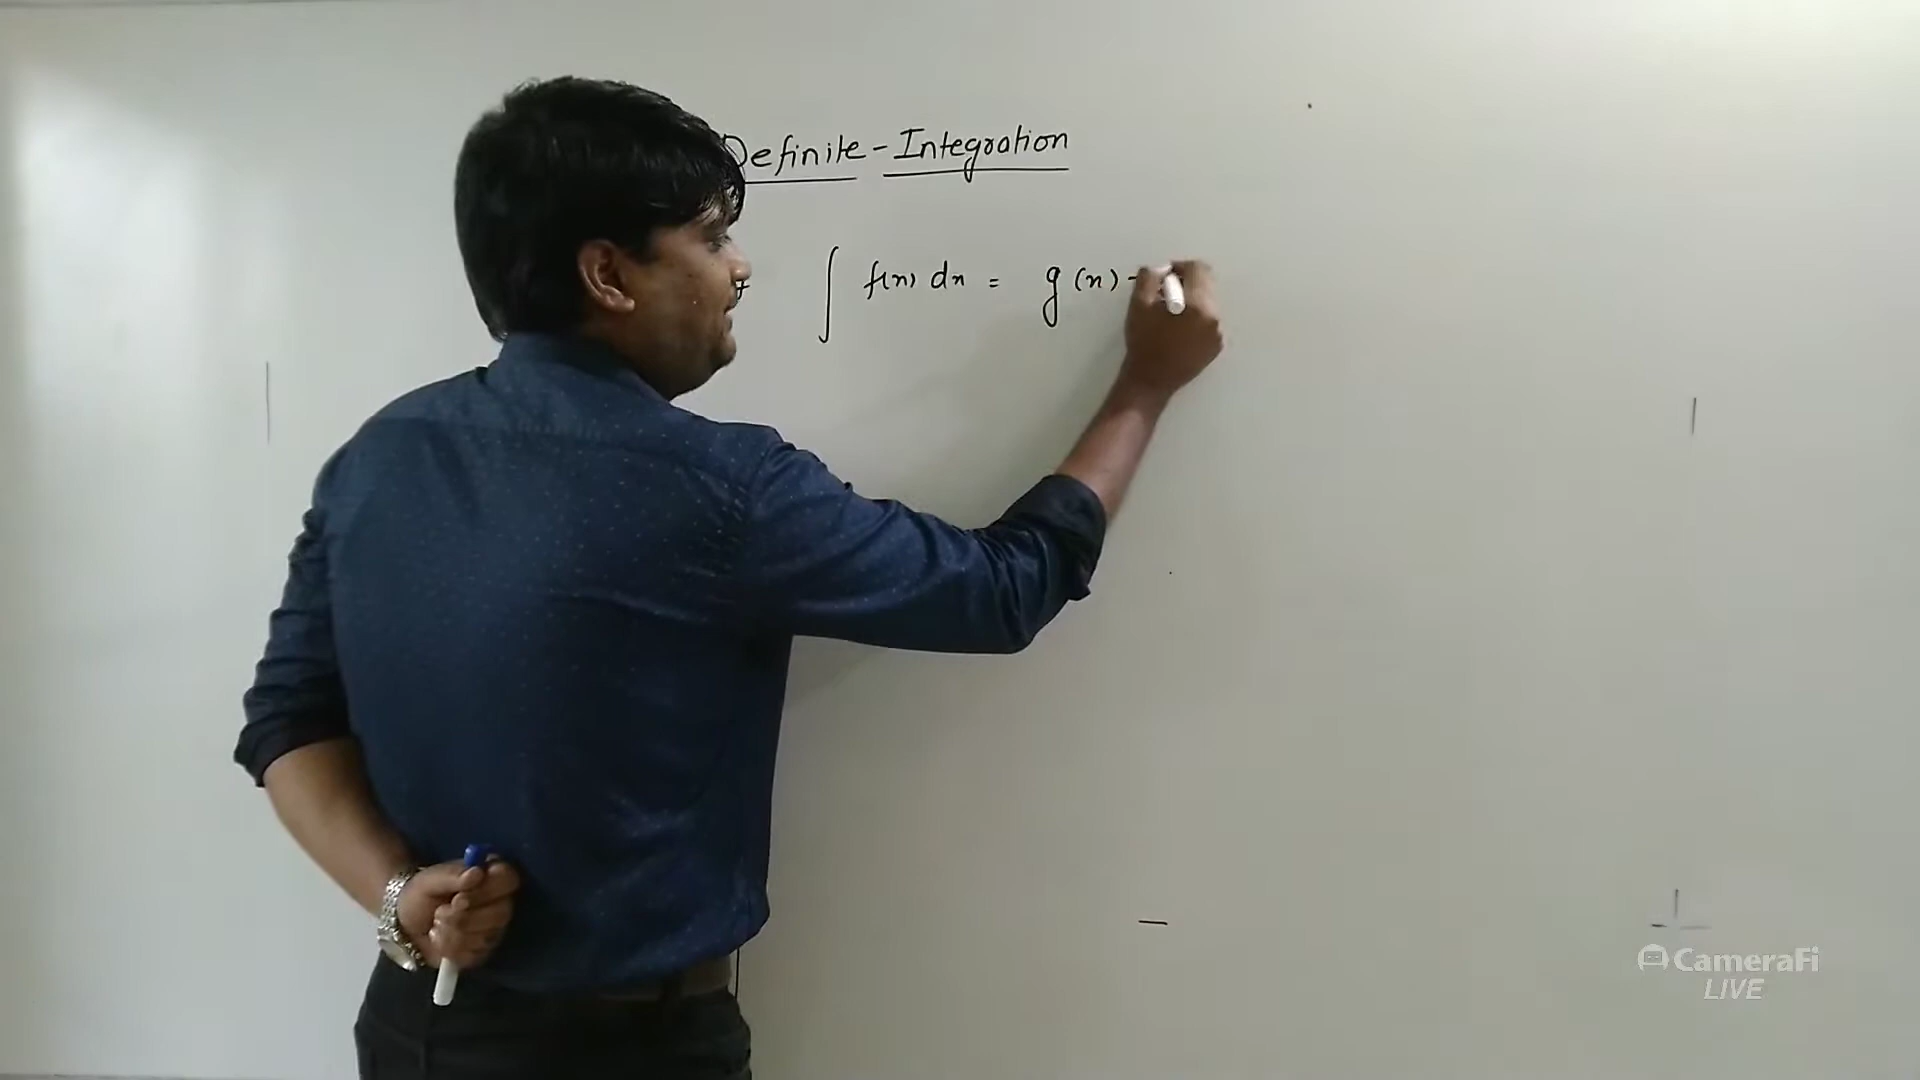 Definite - Integration
∫ f(x) dx = g(x)
CameraFi
LIVE